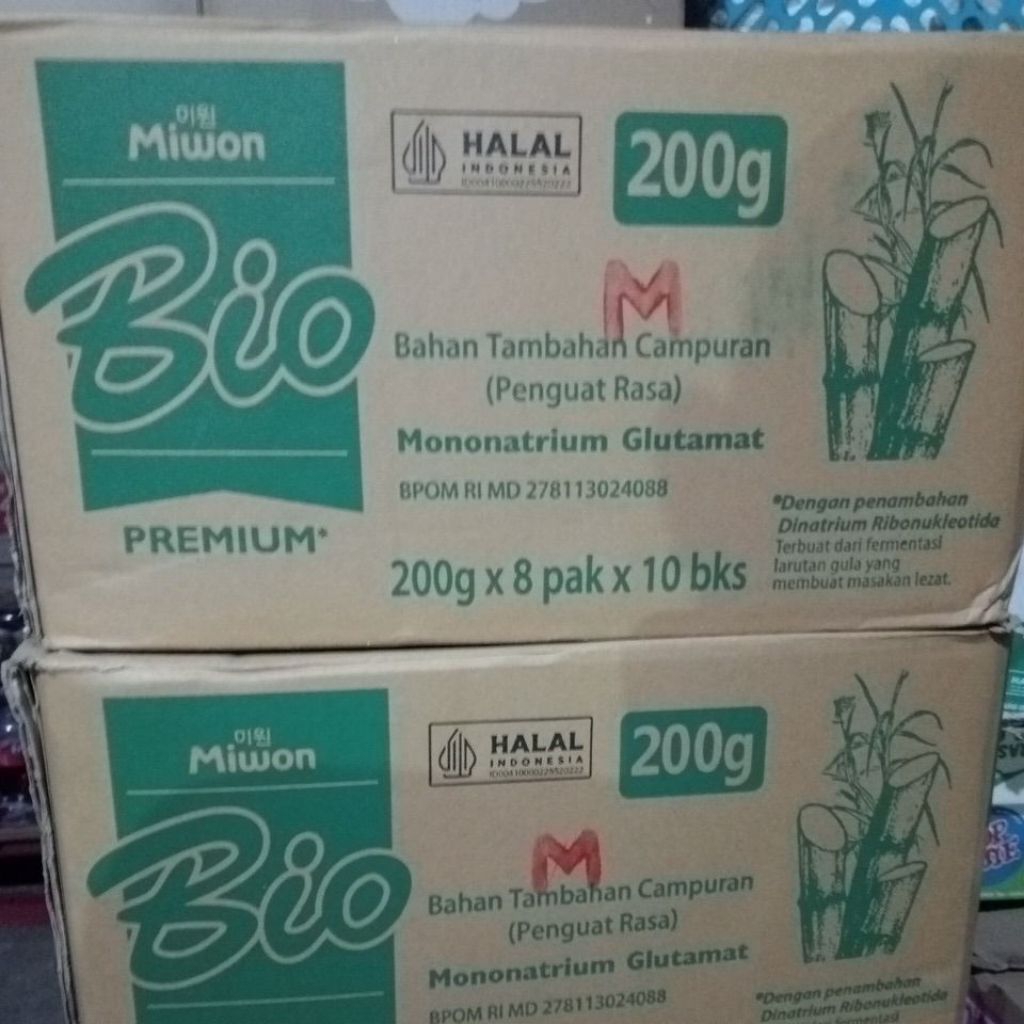 이원
Miwon
Bio
PREMIUM*
HALAL
INDONESIA
200g
M
Bahan Tambahan Campuran
(Penguat Rasa)
Mononatrium Glutamat
BPOM RI MD 278113024088
200g x 8 pak x 10 bks
*Dengan penambahan
Dinatrium Ribonukleotida
Terbuat dari fermentasi
larutan gula yang
membuat masakan lezat.
미원
Miwon
Bio
HALAL
INDONESIA
200g
M
Bahan Tambahan Campuran
(Penguat Rasa)
Mononatrium Glutamat
BPOM RI MD 278113024088
*Dengan penambahan
Dinatrium Ribonukleotida